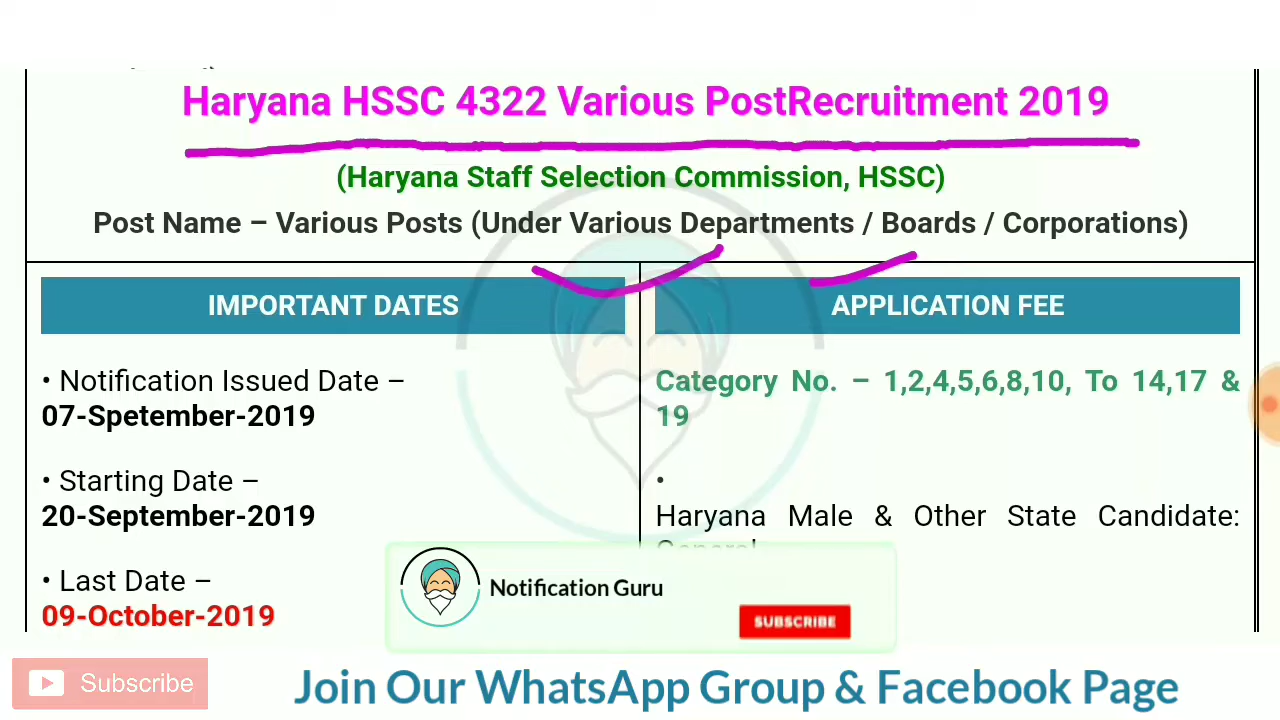 Haryana HSSC 4322 Various PostRecruitment 2019
(Haryana Staff Selection Commission, HSSC)
Post Name – Various Posts (Under Various Departments / Boards / Corporations)
IMPORTANT DATES
• Notification Issued Date –
07-Spetember-2019
• Starting Date –
20-September-2019
• Last Date –
09-October-2019
APPLICATION FEE
Category No. – 1,2,4,5,6,8,10, To 14,17 &
19
•
Haryana Male & Other State Candidate:
Notification Guru
SUBSCRIBE
Subscribe
Join Our WhatsApp Group & Facebook Page